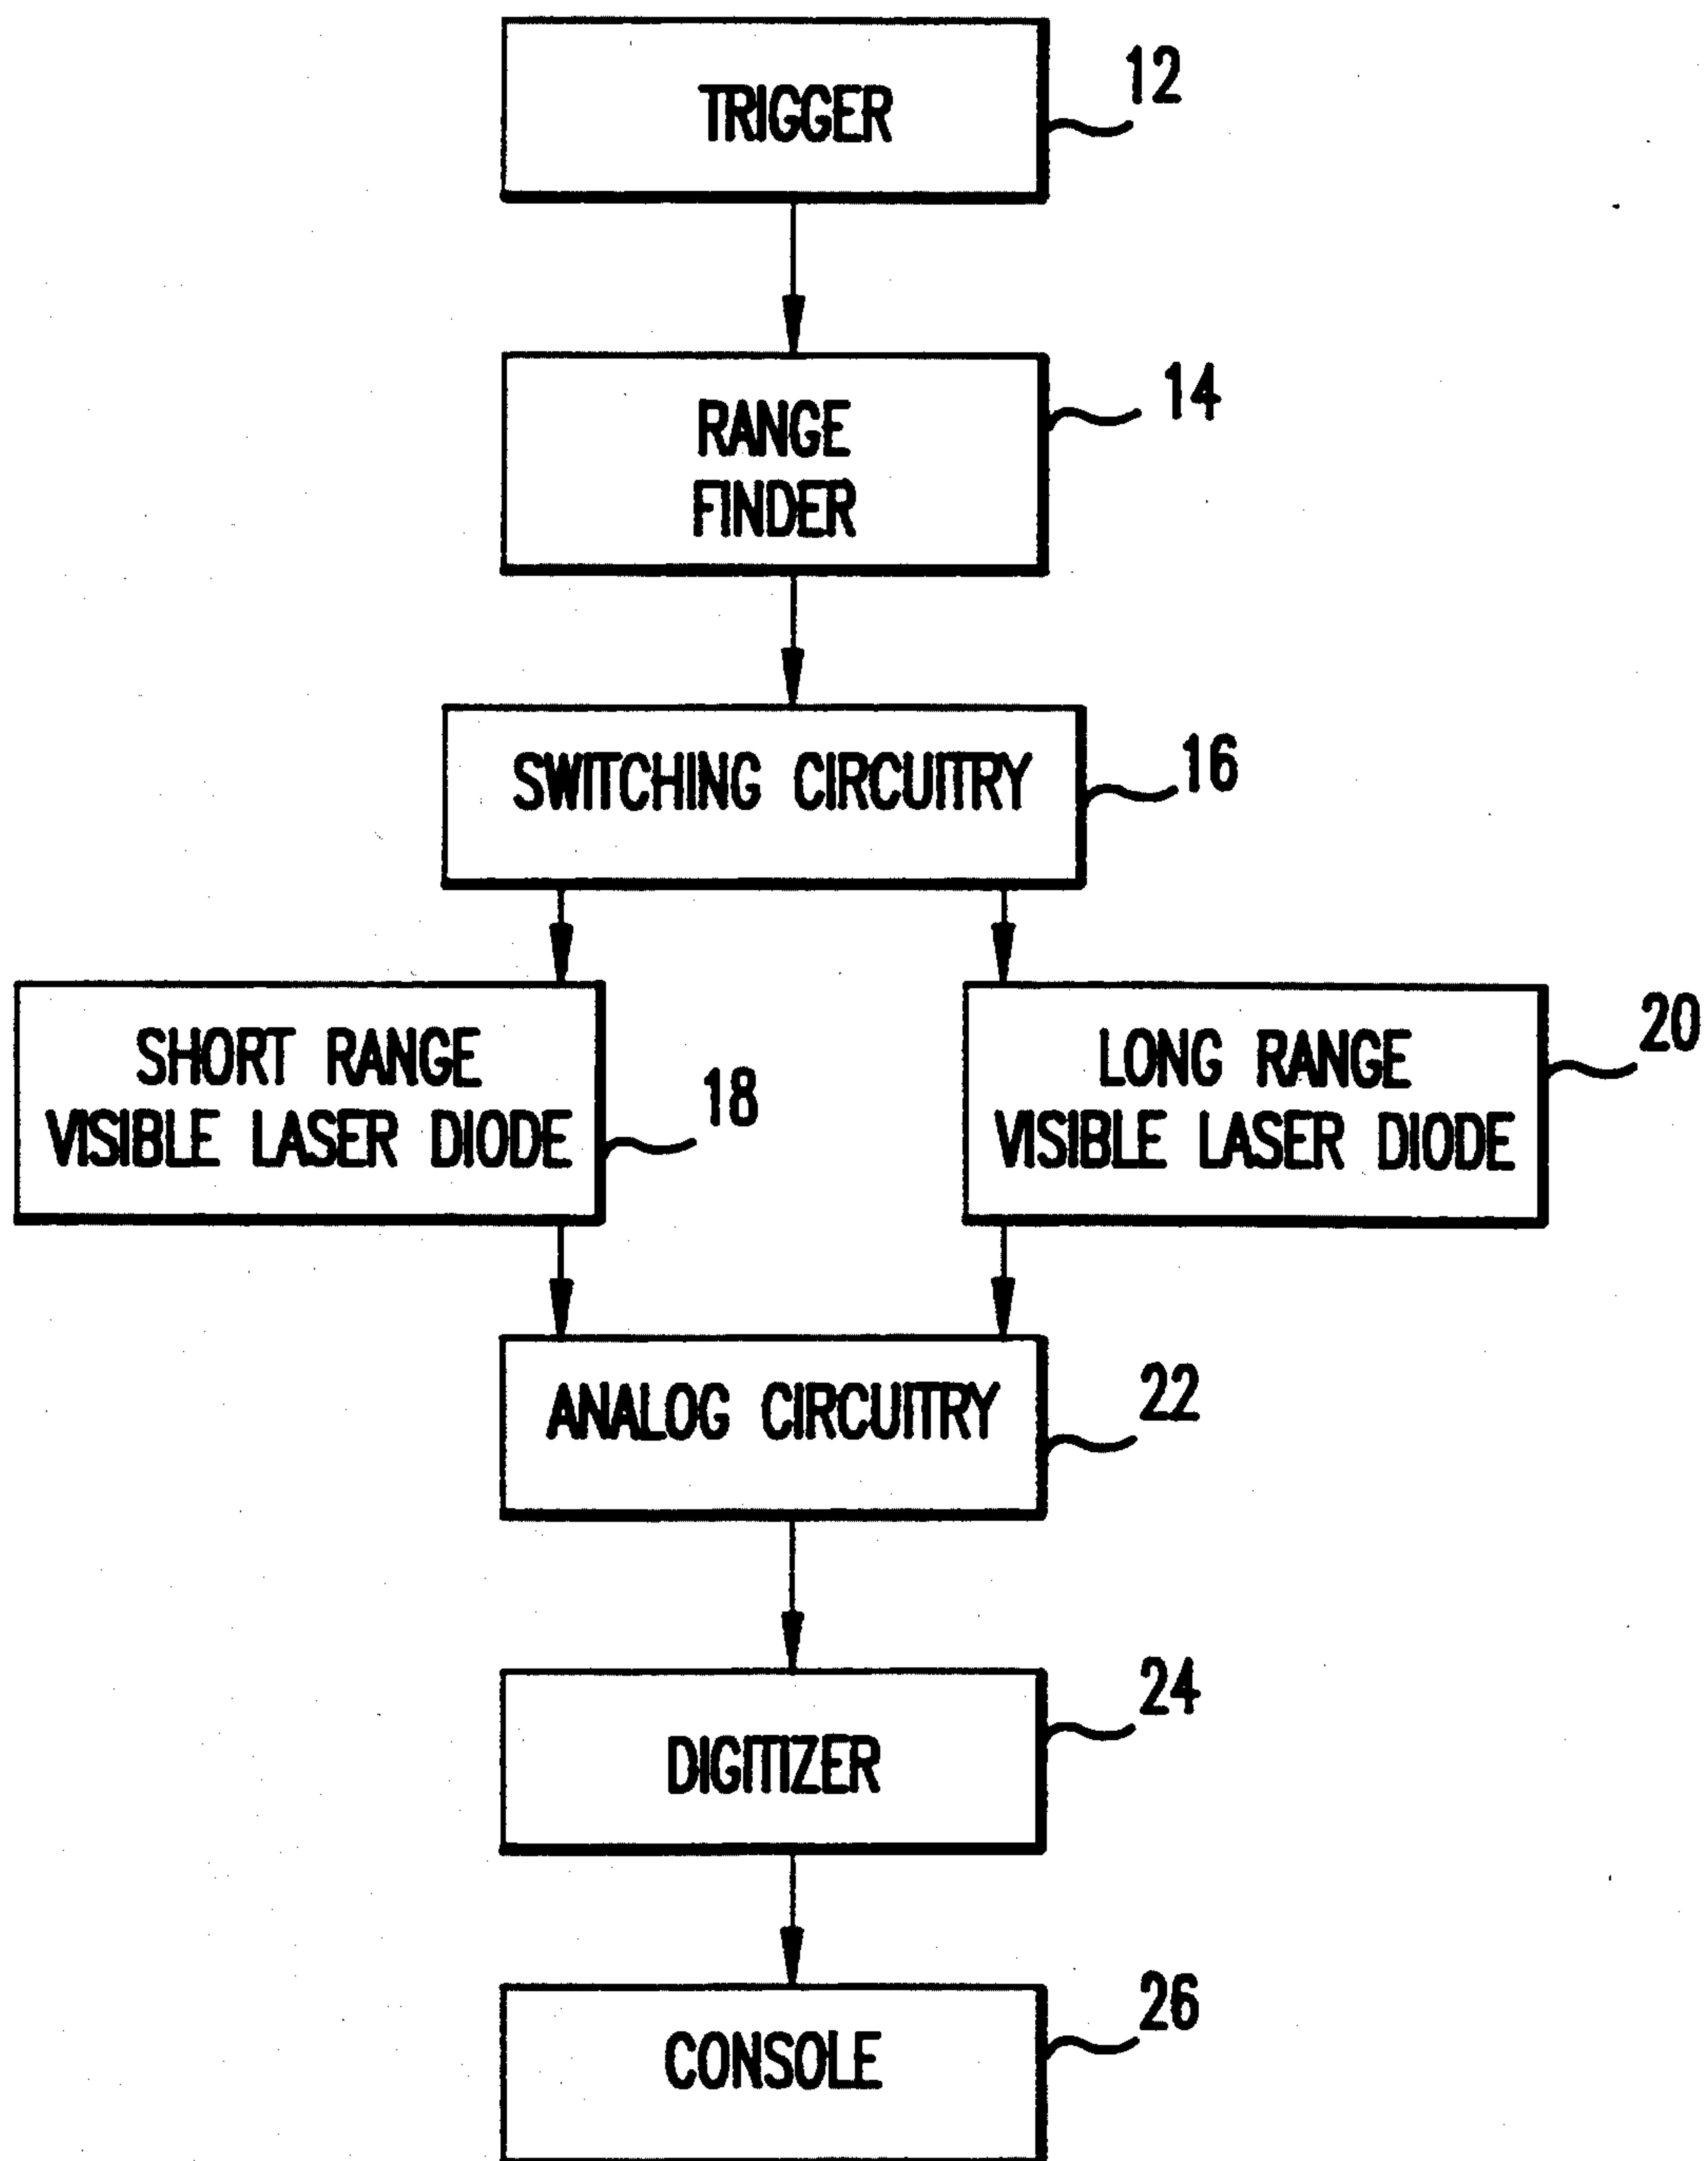 TRIGGER
12
RANGE
FINDER
14
SWITCHING CIRCUITRY
16
SHORT RANGE
VISIBLE LASER DIODE
18
LONG RANGE
VISIBLE LASER DIODE
20
ANALOG CIRCUITRY
22
DIGITIZER
24
CONSOLE
26